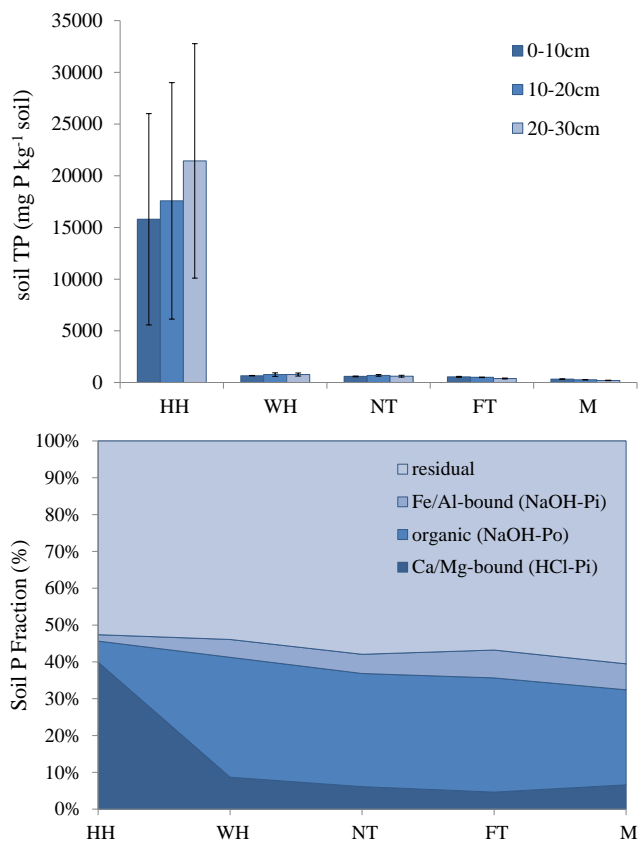 soil TP (mg P kg⁻¹ soil)
35000
30000
25000
20000
15000
10000
5000
0
0-10cm
10-20cm
20-30cm
HH WH NT FT M
Soil P Fraction (%)
100%
90%
80%
70%
60%
50%
40%
30%
20%
10%
0%
residual
Fe/Al-bound (NaOH-Pi)
organic (NaOH-Po)
Ca/Mg-bound (HCl-Pi)
HH WH NT FT M